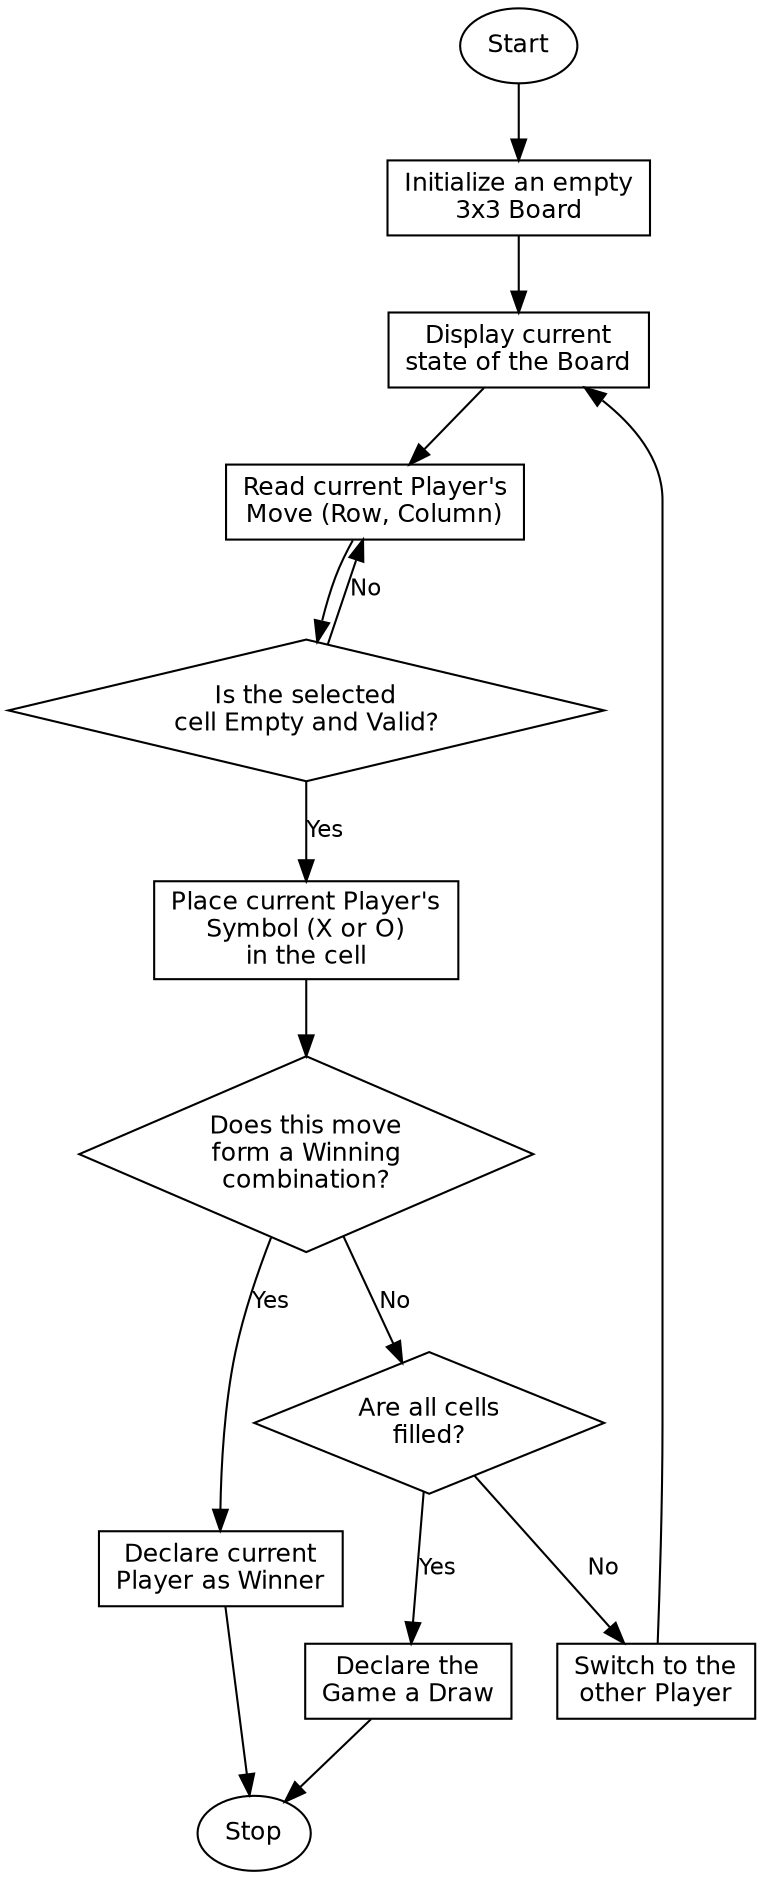 Start
Initialize an empty
3x3 Board
Display current
state of the Board
Read current Player's
Move (Row, Column)
No
Is the selected
cell Empty and Valid?
Yes
Place current Player's
Symbol (X or O)
in the cell
Does this move
form a Winning
combination?
Yes
No
Are all cells
filled?
Declare current
Player as Winner
Yes
No
Declare the
Game a Draw
Switch to the
other Player
Stop